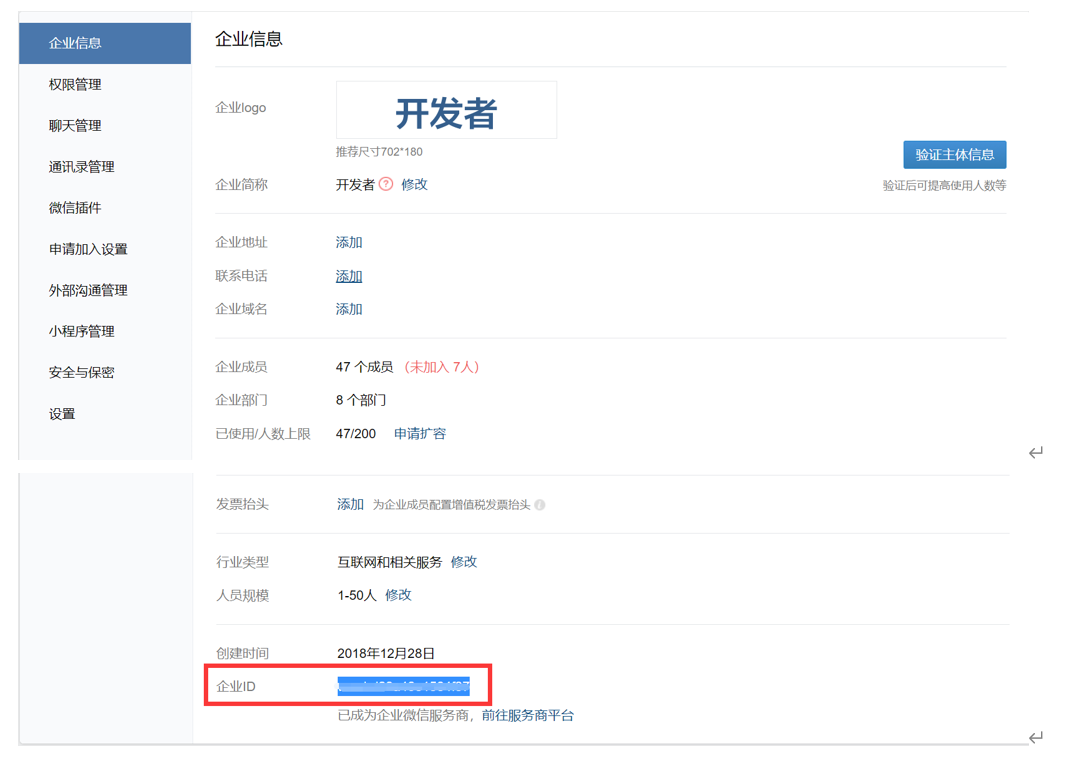 企业信息
权限管理
聊天管理
通讯录管理
微信插件
申请加入设置
外部沟通管理
小程序管理
安全与保密
设置
企业信息
企业logo
开发者
推荐尺寸702*180
验证主体信息
验证后可提高使用人数等
企业简称 开发者 ? 修改
企业地址 添加
联系电话 添加
企业域名 添加
企业成员 47 个成员 (未加入 7人)
企业部门 8 个部门
已使用/人数上限 47/200 申请扩容
发票抬头 添加 为企业成员配置增值税发票抬头 i
行业类型 互联网和相关服务 修改
人员规模 1-50人 修改
创建时间 2018年12月28日
企业ID
已成为企业微信服务商，前往服务商平台